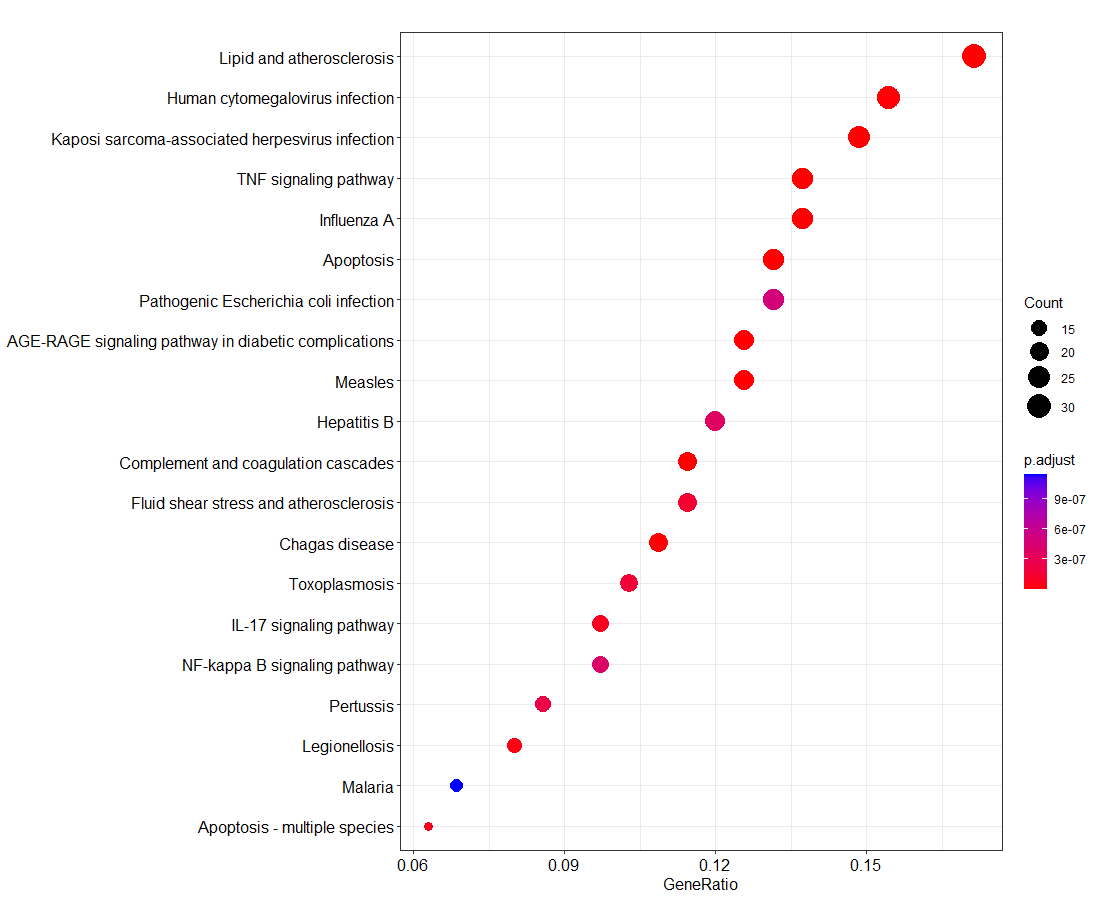 Lipid and atherosclerosis
Human cytomegalovirus infection
Kaposi sarcoma-associated herpesvirus infection
TNF signaling pathway
Influenza A
Apoptosis
Pathogenic Escherichia coli infection
AGE-RAGE signaling pathway in diabetic complications
Measles
Hepatitis B
Complement and coagulation cascades
Fluid shear stress and atherosclerosis
Chagas disease
Toxoplasmosis
IL-17 signaling pathway
NF-kappa B signaling pathway
Pertussis
Legionellosis
Malaria
Apoptosis - multiple species
0.06 0.09 0.12 0.15
GeneRatio
Count
15
20
25
30
p.adjust
9e-07
6e-07
3e-07